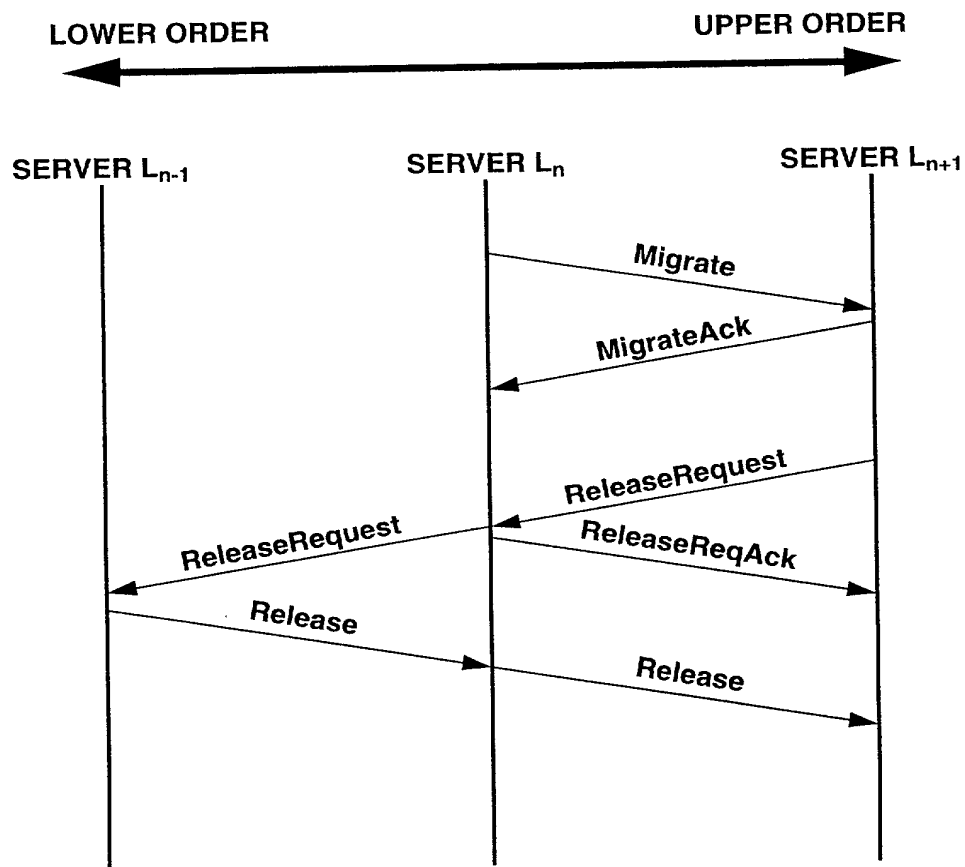 LOWER ORDER
UPPER ORDER
SERVER Ln-1
SERVER Ln
SERVER Ln+1
Migrate
MigrateAck
ReleaseRequest
ReleaseRequest
ReleaseReqAck
Release
Release